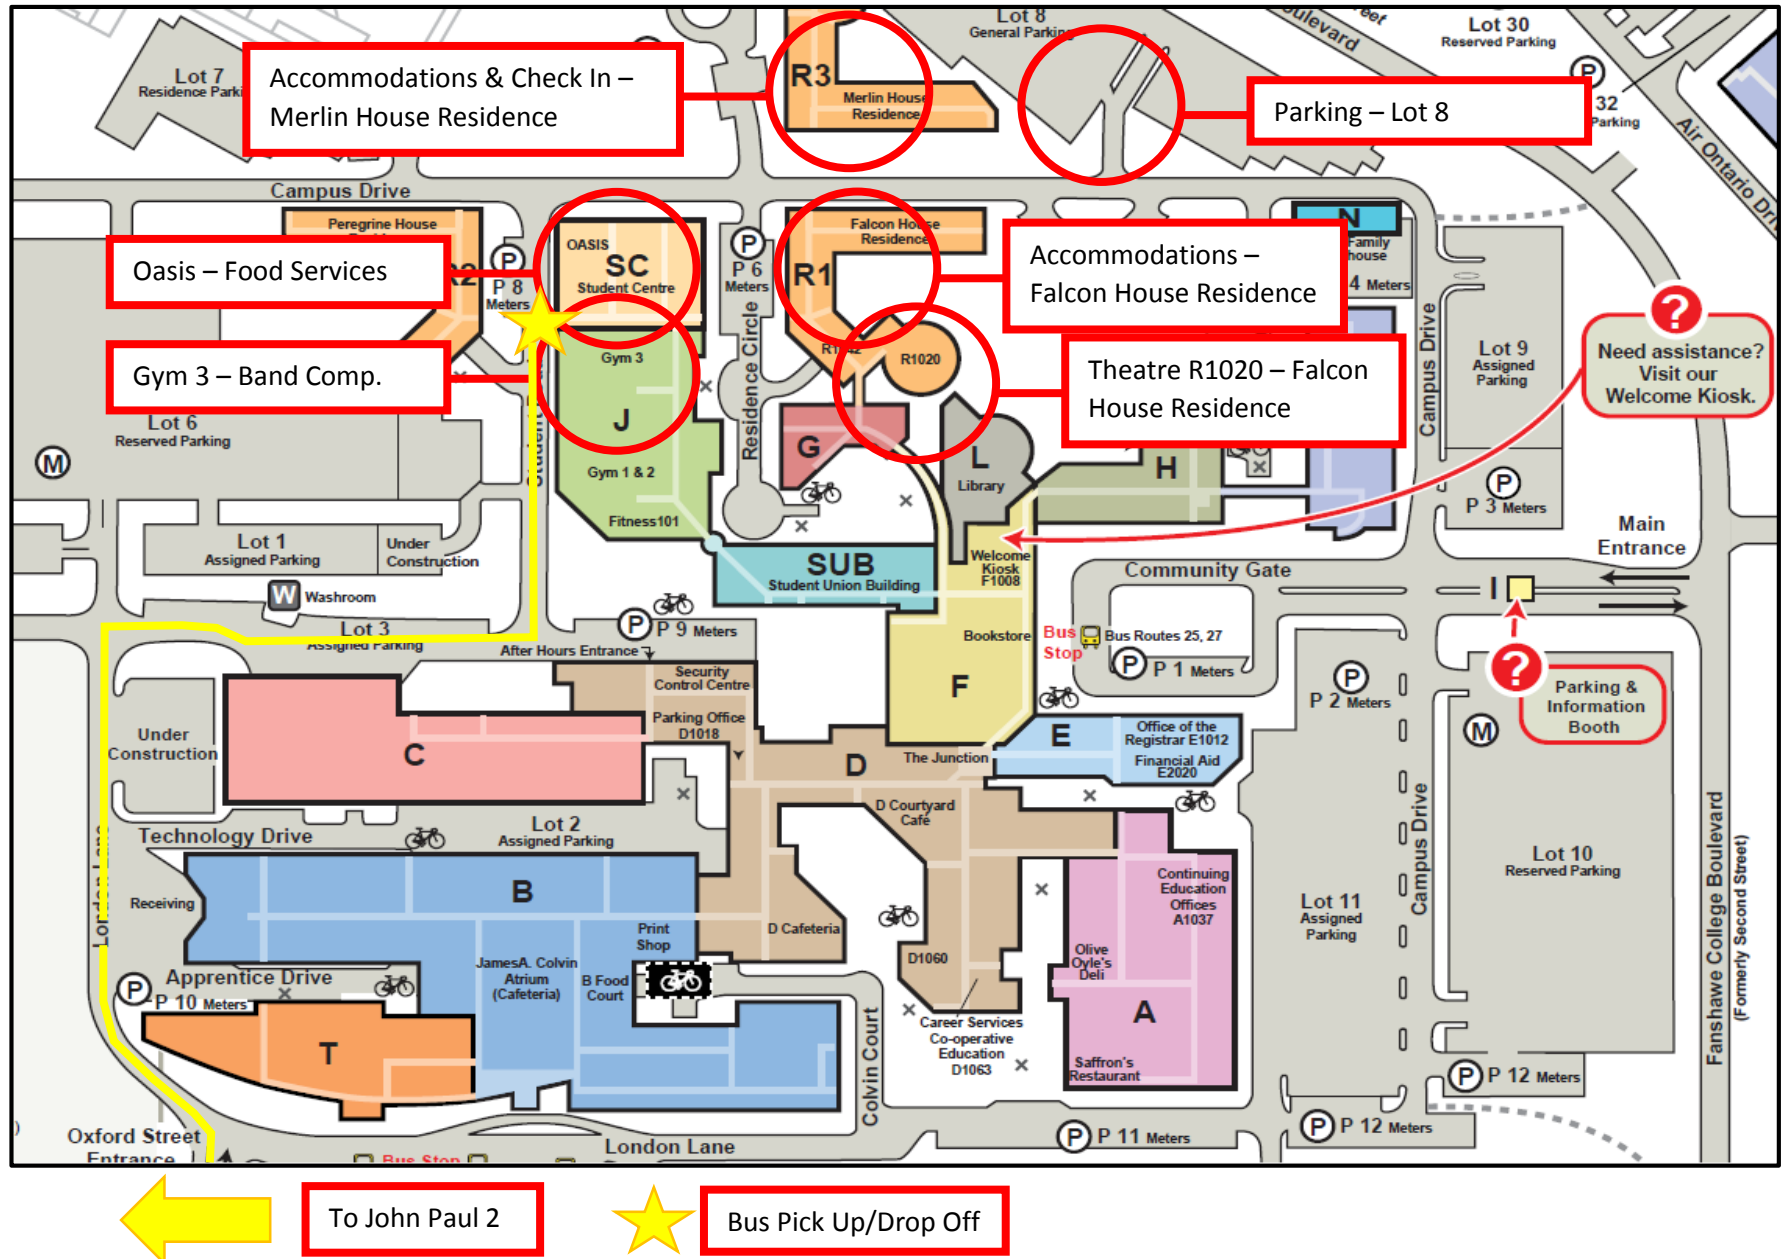 Lot 8
General Parking
Boulevard
Lot 30
Reserved Parking
Lot 7
Residence Parki
Accommodations & Check In –
Merlin House Residence
R3
Merlin House
Residence
Parking – Lot 8
P
32
Parking
Air Ontario Driv
Campus Drive
Peregrine House
R2
P
P 8
Meters
Oasis – Food Services
OASIS
SC
Student Centre
P
P 6
Meters
Residence Circle
Falcon House
Residence
R1
Accommodations –
Falcon House Residence
N
Family
house
4 Meters
Campus Drive
?
Need assistance?
Visit our
Welcome Kiosk.
Lot 9
Assigned
Parking
Gym 3 – Band Comp.
Gym 3
J
Gym 1 & 2
Fitness101
R1020
Theatre R1020 – Falcon
House Residence
Lot 6
Reserved Parking
M
G
L
Library
H
P
P 3 Meters
Main
Entrance
Lot 1
Assigned Parking
Under
Construction
W
Washroom
SUB
Student Union Building
Welcome
Kiosk
F1008
Community Gate
I
Lot 3
Assigned Parking
P
P 9 Meters
Bookstore
Bus
Stop
Bus Routes 25, 27
P
P 1 Meters
After Hours Entrance
Security
Control Centre
F
P
P 2 Meters
?
Parking &
Information
Booth
M
Under
Construction
C
Parking Office
D1018
D
The Junction
E
Office of the
Registrar E1012
Financial Aid
E2020
D Courtyard
Café
Technology Drive
Lot 2
Assigned Parking
London Lane
Receiving
B
Print
Shop
D Cafeteria
James A. Colvin
Atrium
(Cafeteria)
B Food
Court
D1060
Olive
Oyle's
Deli
Continuing
Education
Offices
A1037
Lot 11
Assigned
Parking
Campus Drive
Lot 10
Reserved Parking
Fanshawe College Boulevard
(Formerly Second Street)
Apprentice Drive
P
P 10 Meters
T
Colvin Court
Career Services
Co-operative
Education
D1063
A
Saffron's
Restaurant
P
P 12 Meters
P
P 12 Meters
P
P 11 Meters
Oxford Street
Entrance
Bus Stop
London Lane
To John Paul 2
Bus Pick Up/Drop Off